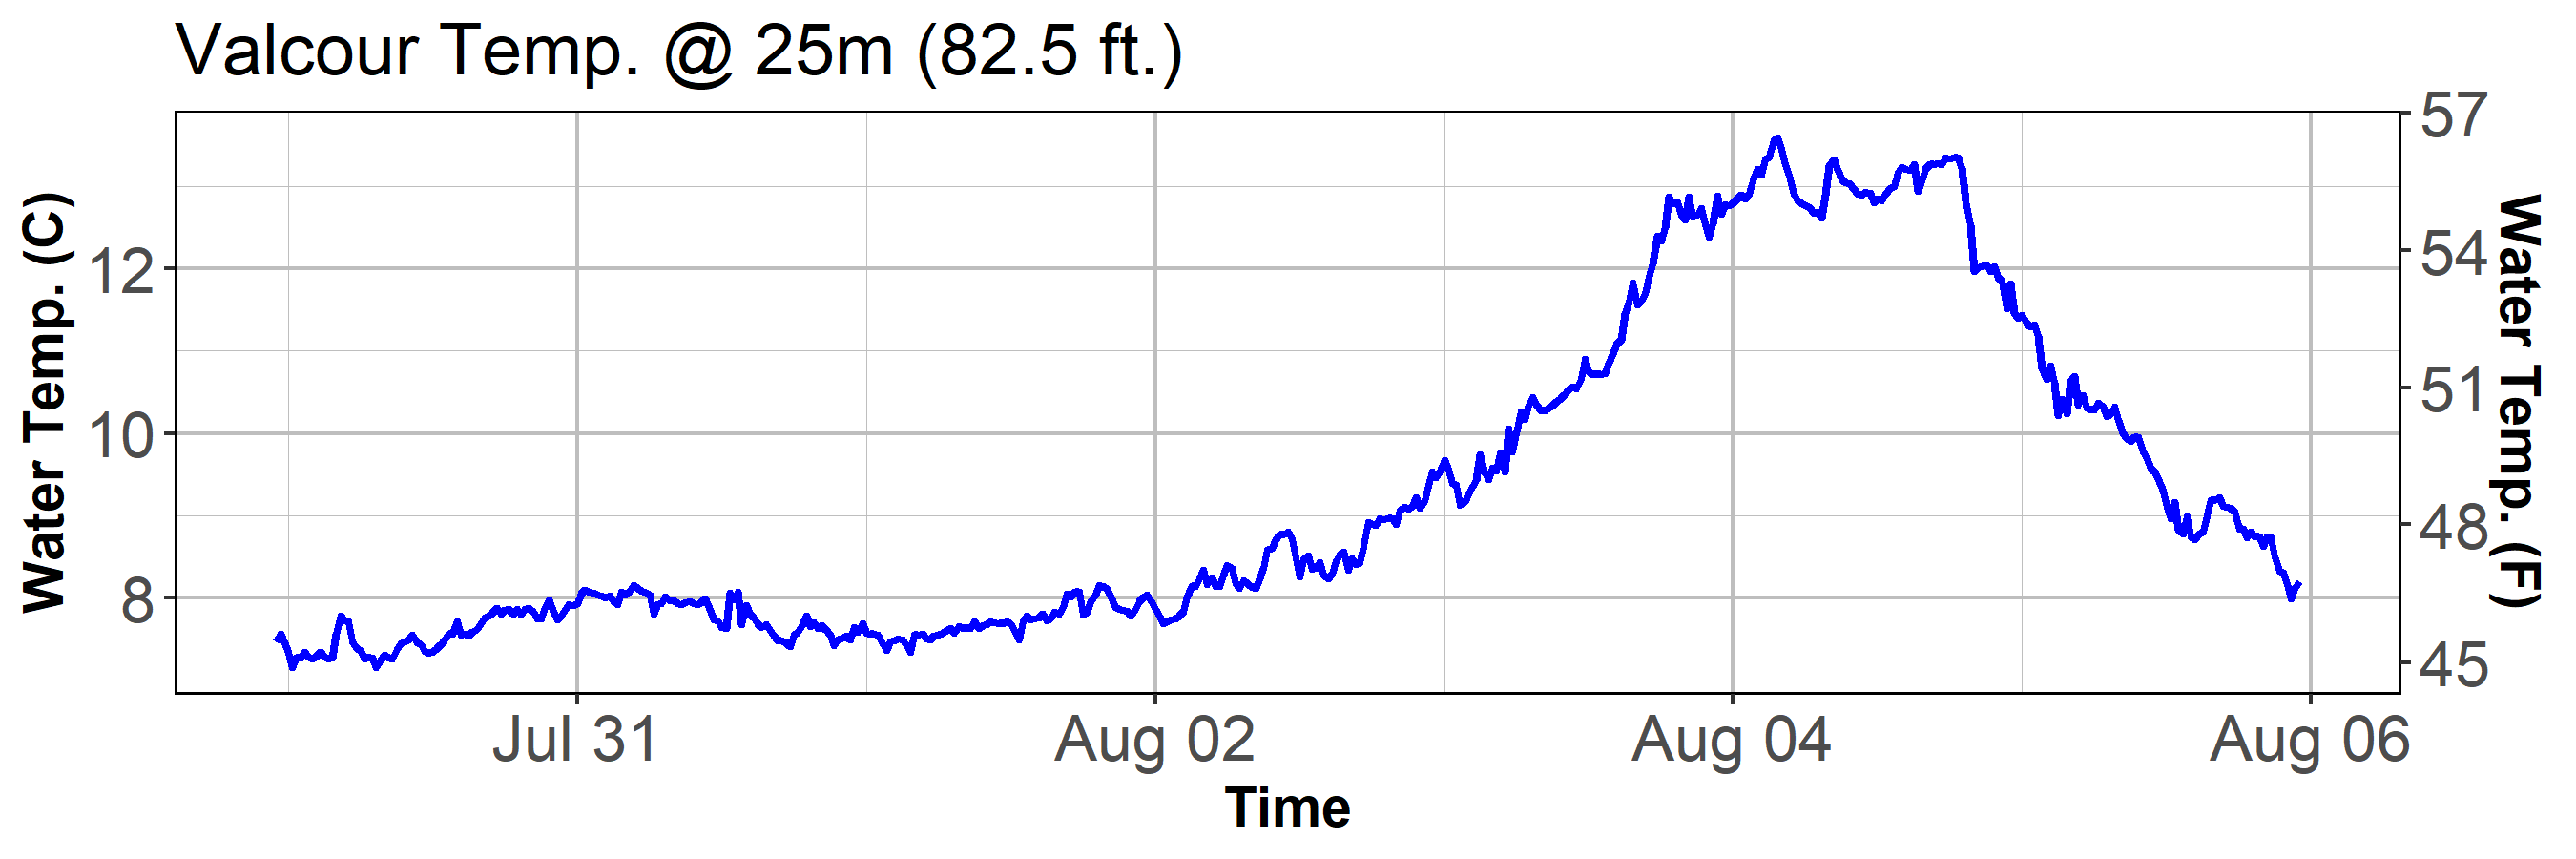 Valcour Temp. @ 25m (82.5 ft.)
Water Temp. (C)
12
10
8
57
54
51
48
45
Water Temp. (F)
Jul 31
Aug 02
Aug 04
Aug 06
Time